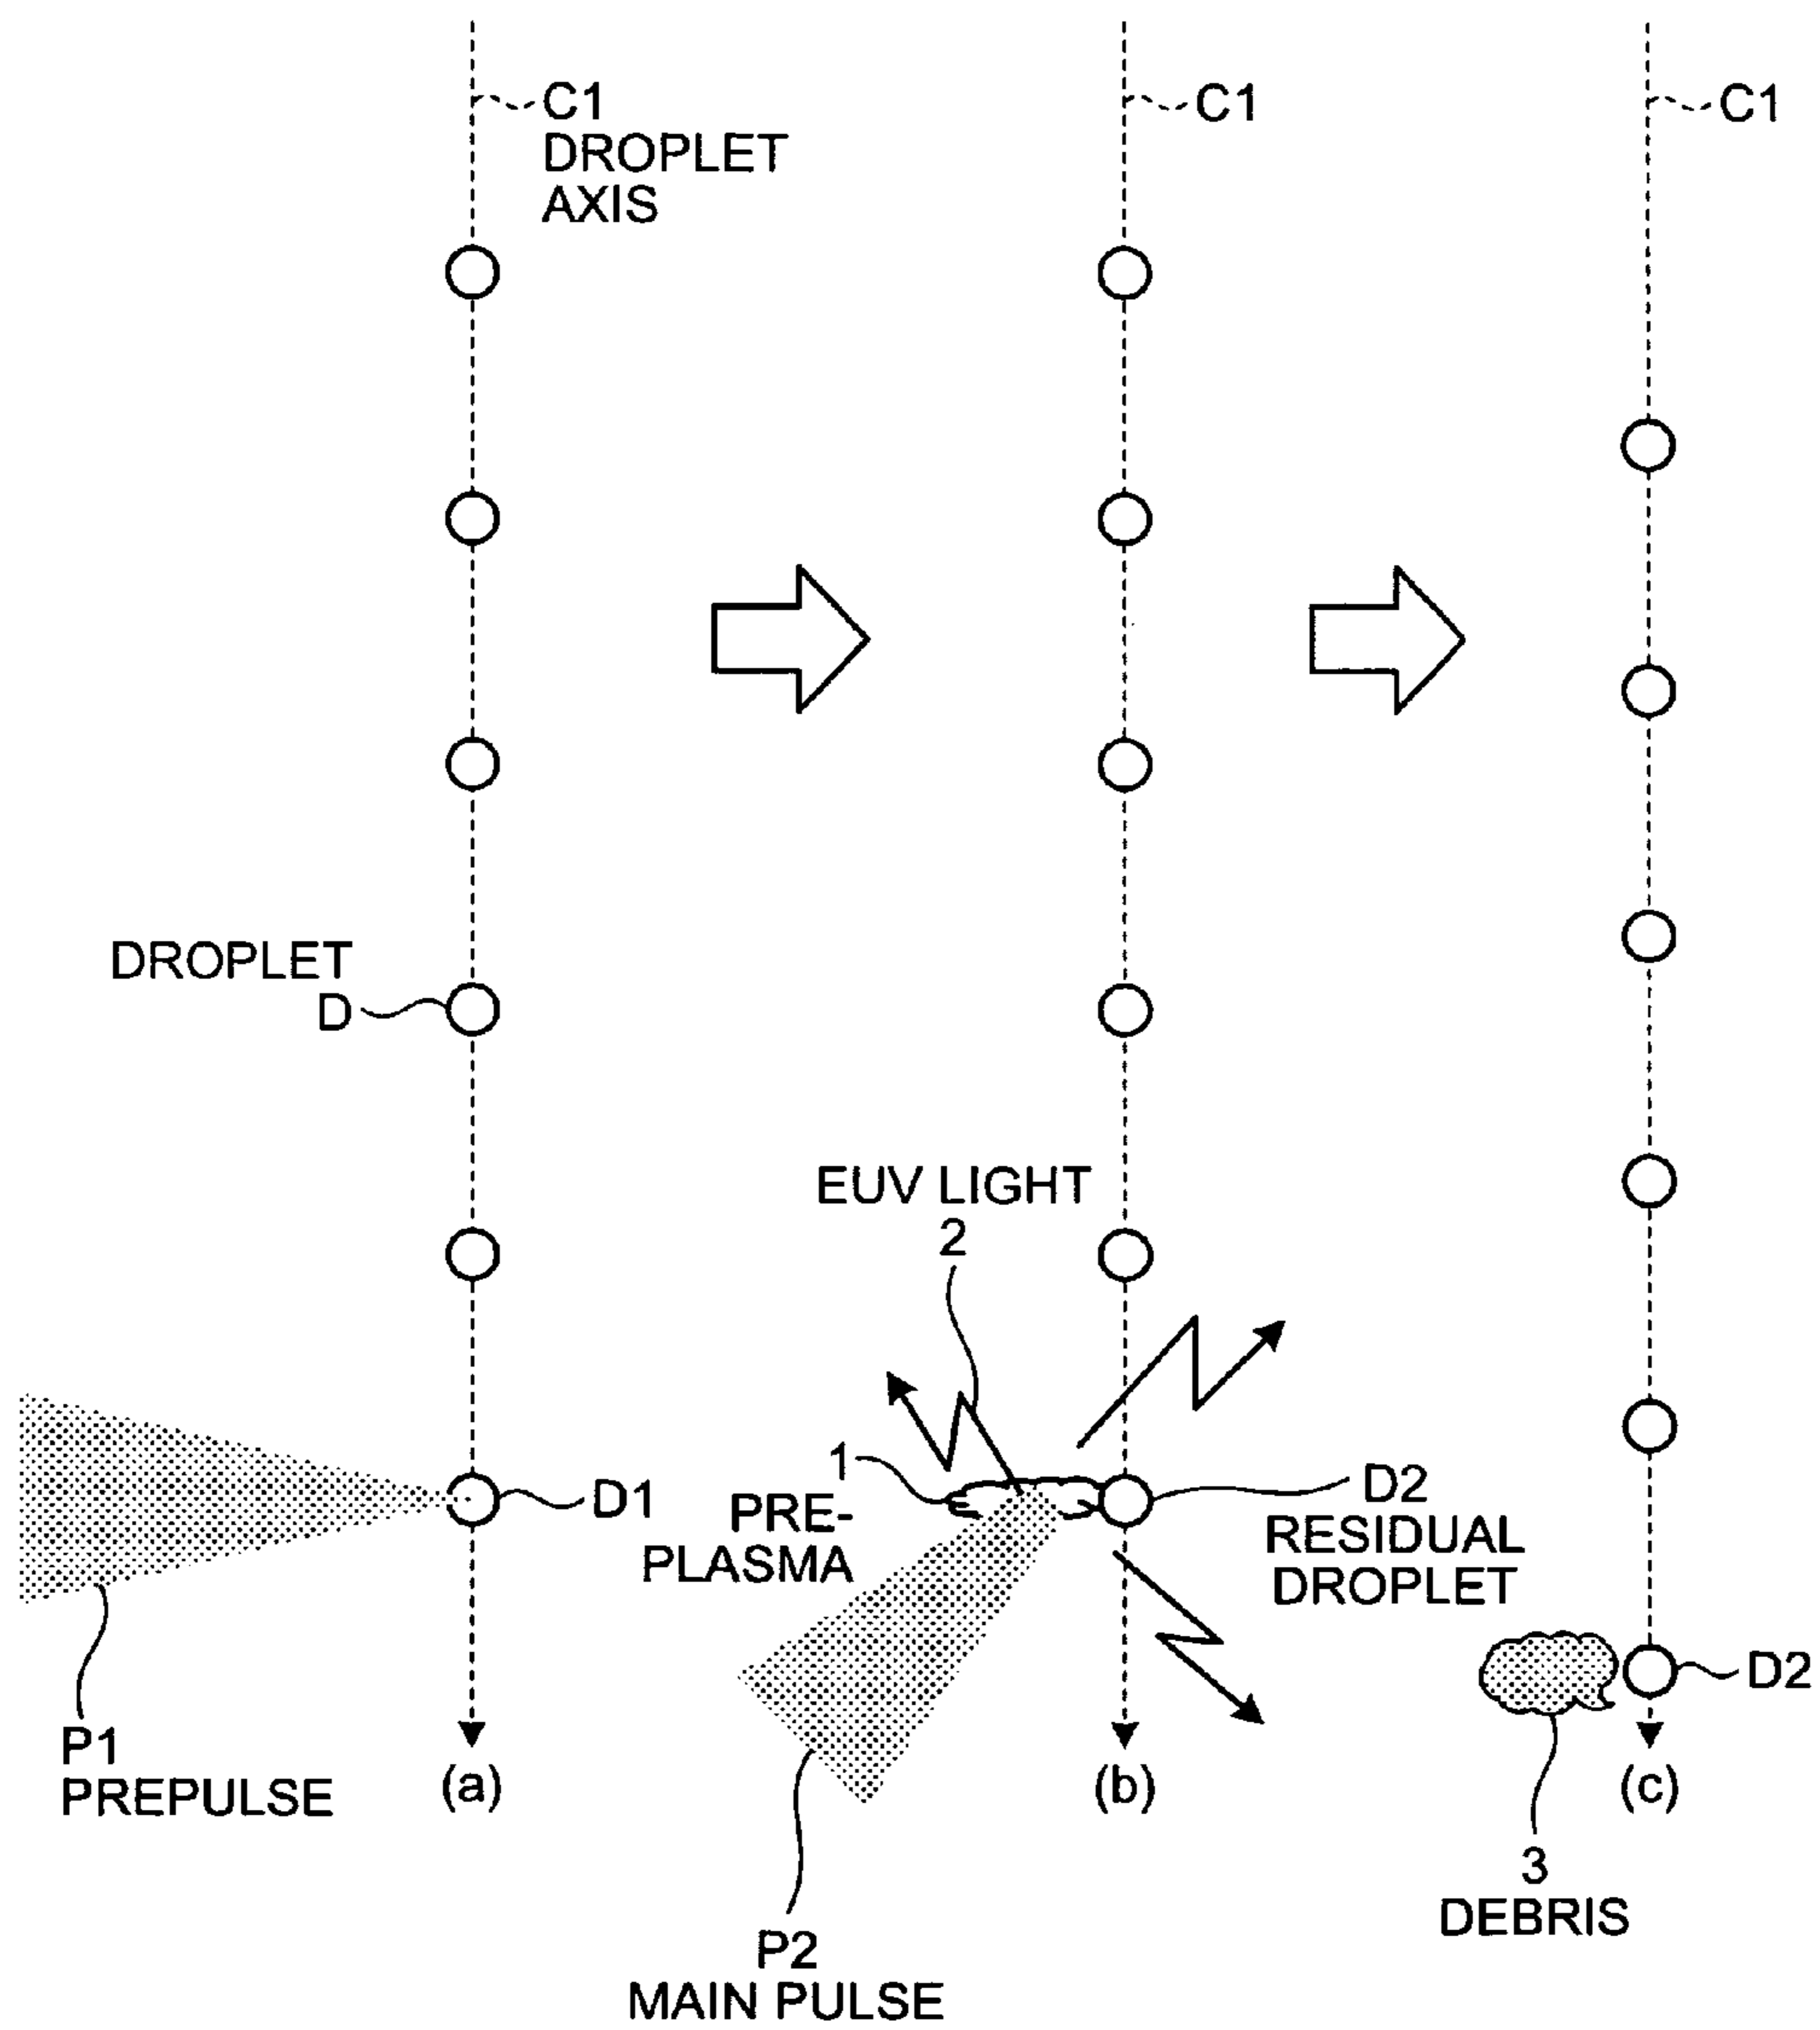 C1
DROPLET
AXIS
C1
C1
DROPLET
D
EUV LIGHT
2
1
PRE-
PLASMA
D1
D2
RESIDUAL
DROPLET
D2
P1
PREPULSE
(a)
(b)
(c)
3
DEBRIS
P2
MAIN PULSE